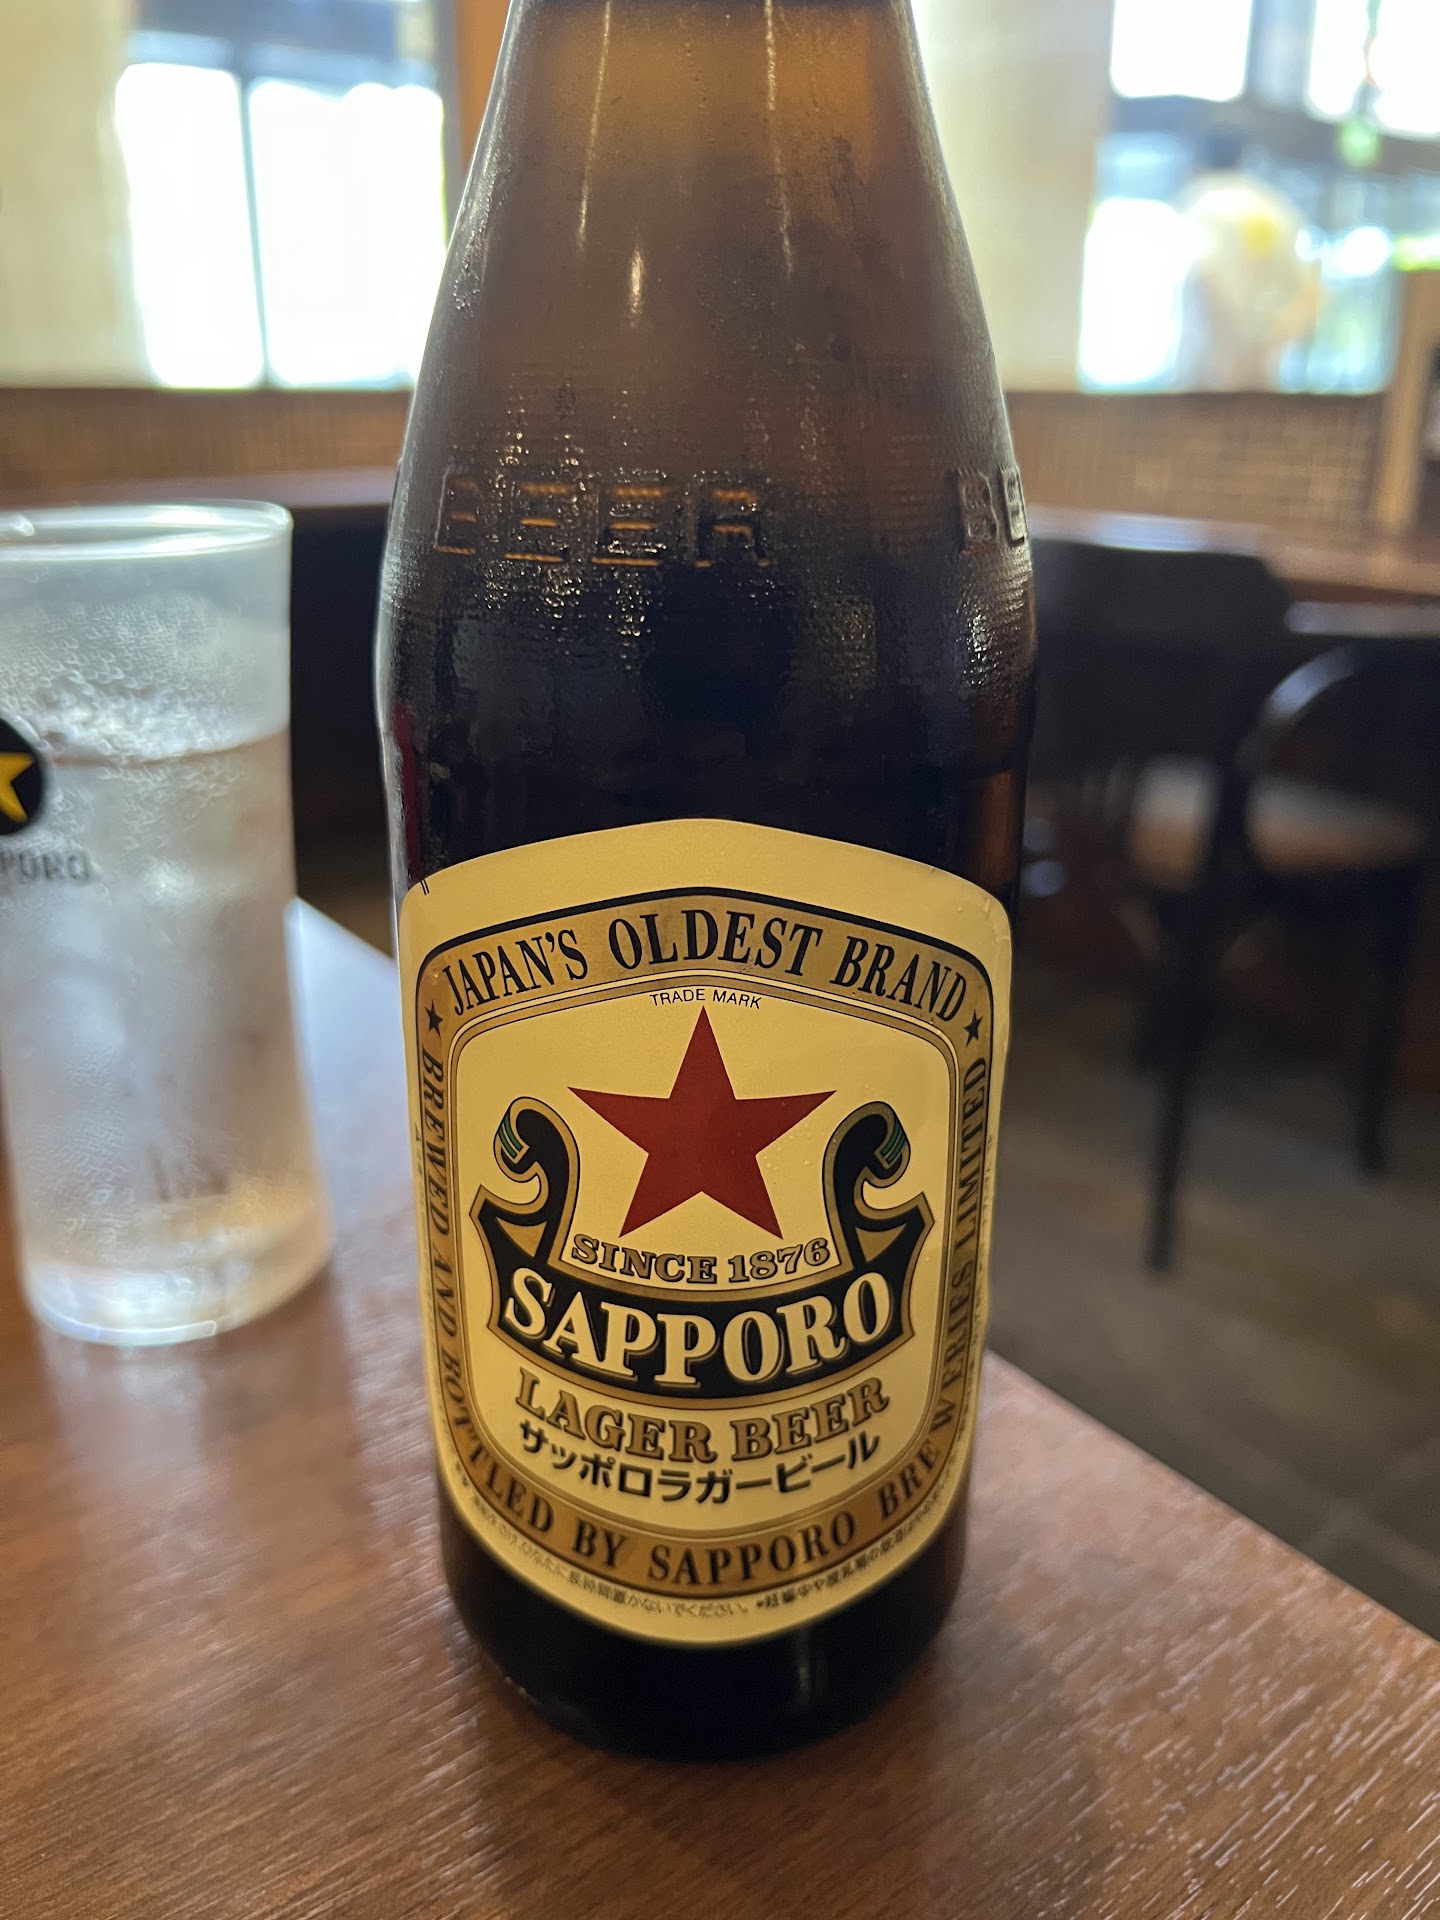 BEER
BE
PURO
JAPAN'S OLDEST BRAND
TRADE MARK
SINCE 1876
SAPPORO
LAGER BEER
サッポロラガービール
BREWED AND BOTTLED BY SAPPORO BREWERIES LIMITED